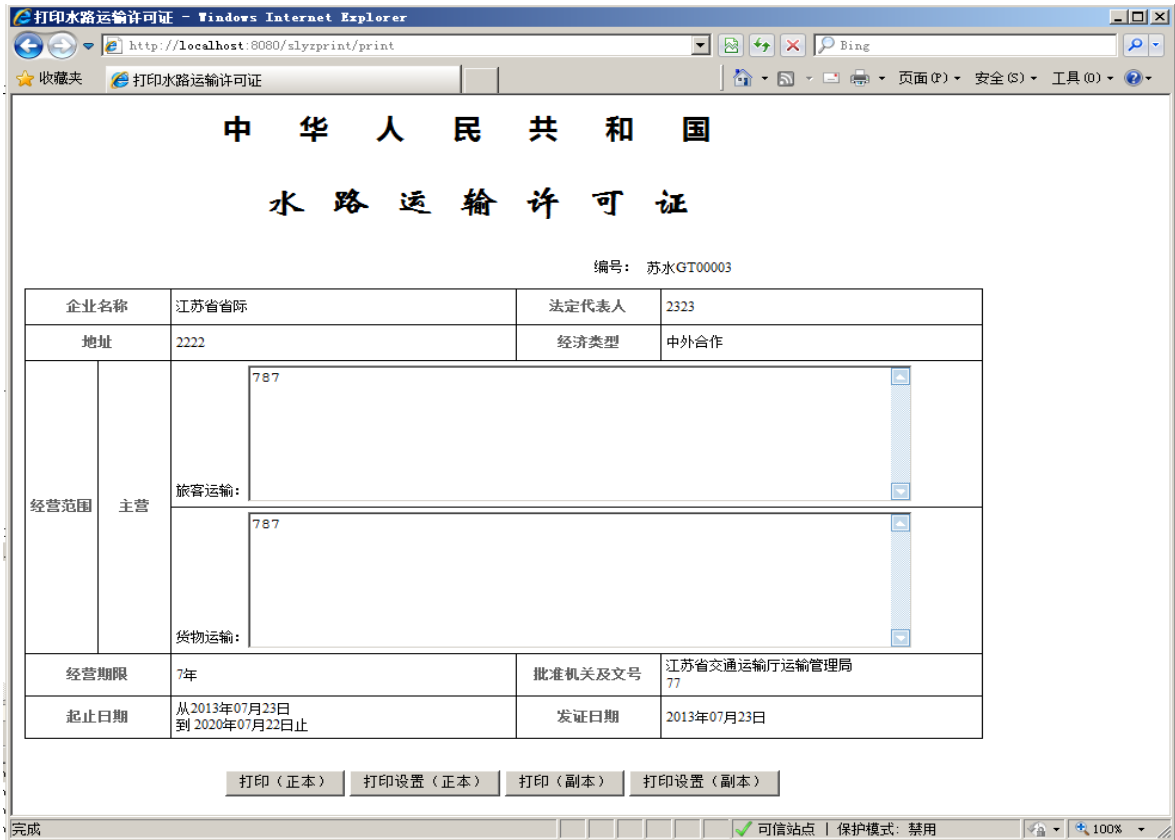 打印水路运输许可证 - Windows Internet Explorer
http://localhost:8080/slyzprint/print
Bing
收藏夹
打印水路运输许可证
页面(P)
安全(S)
工具(O)
中 华 人 民 共 和 国
水 路 运 输 许 可 证
编号： 苏水GT00003
企业名称 江苏省省际 法定代表人 2323
地址 2222 经济类型 中外合作
经营范围 主营
787
旅客运输：
787
货物运输：
经营期限 7年 批准机关及文号 江苏省交通运输厅运输管理局
77
起止日期 从2013年07月23日
到 2020年07月22日止
发证日期 2013年07月23日
打印（正本） 打印设置（正本） 打印（副本） 打印设置（副本）
完成 可信站点 | 保护模式: 禁用 100%